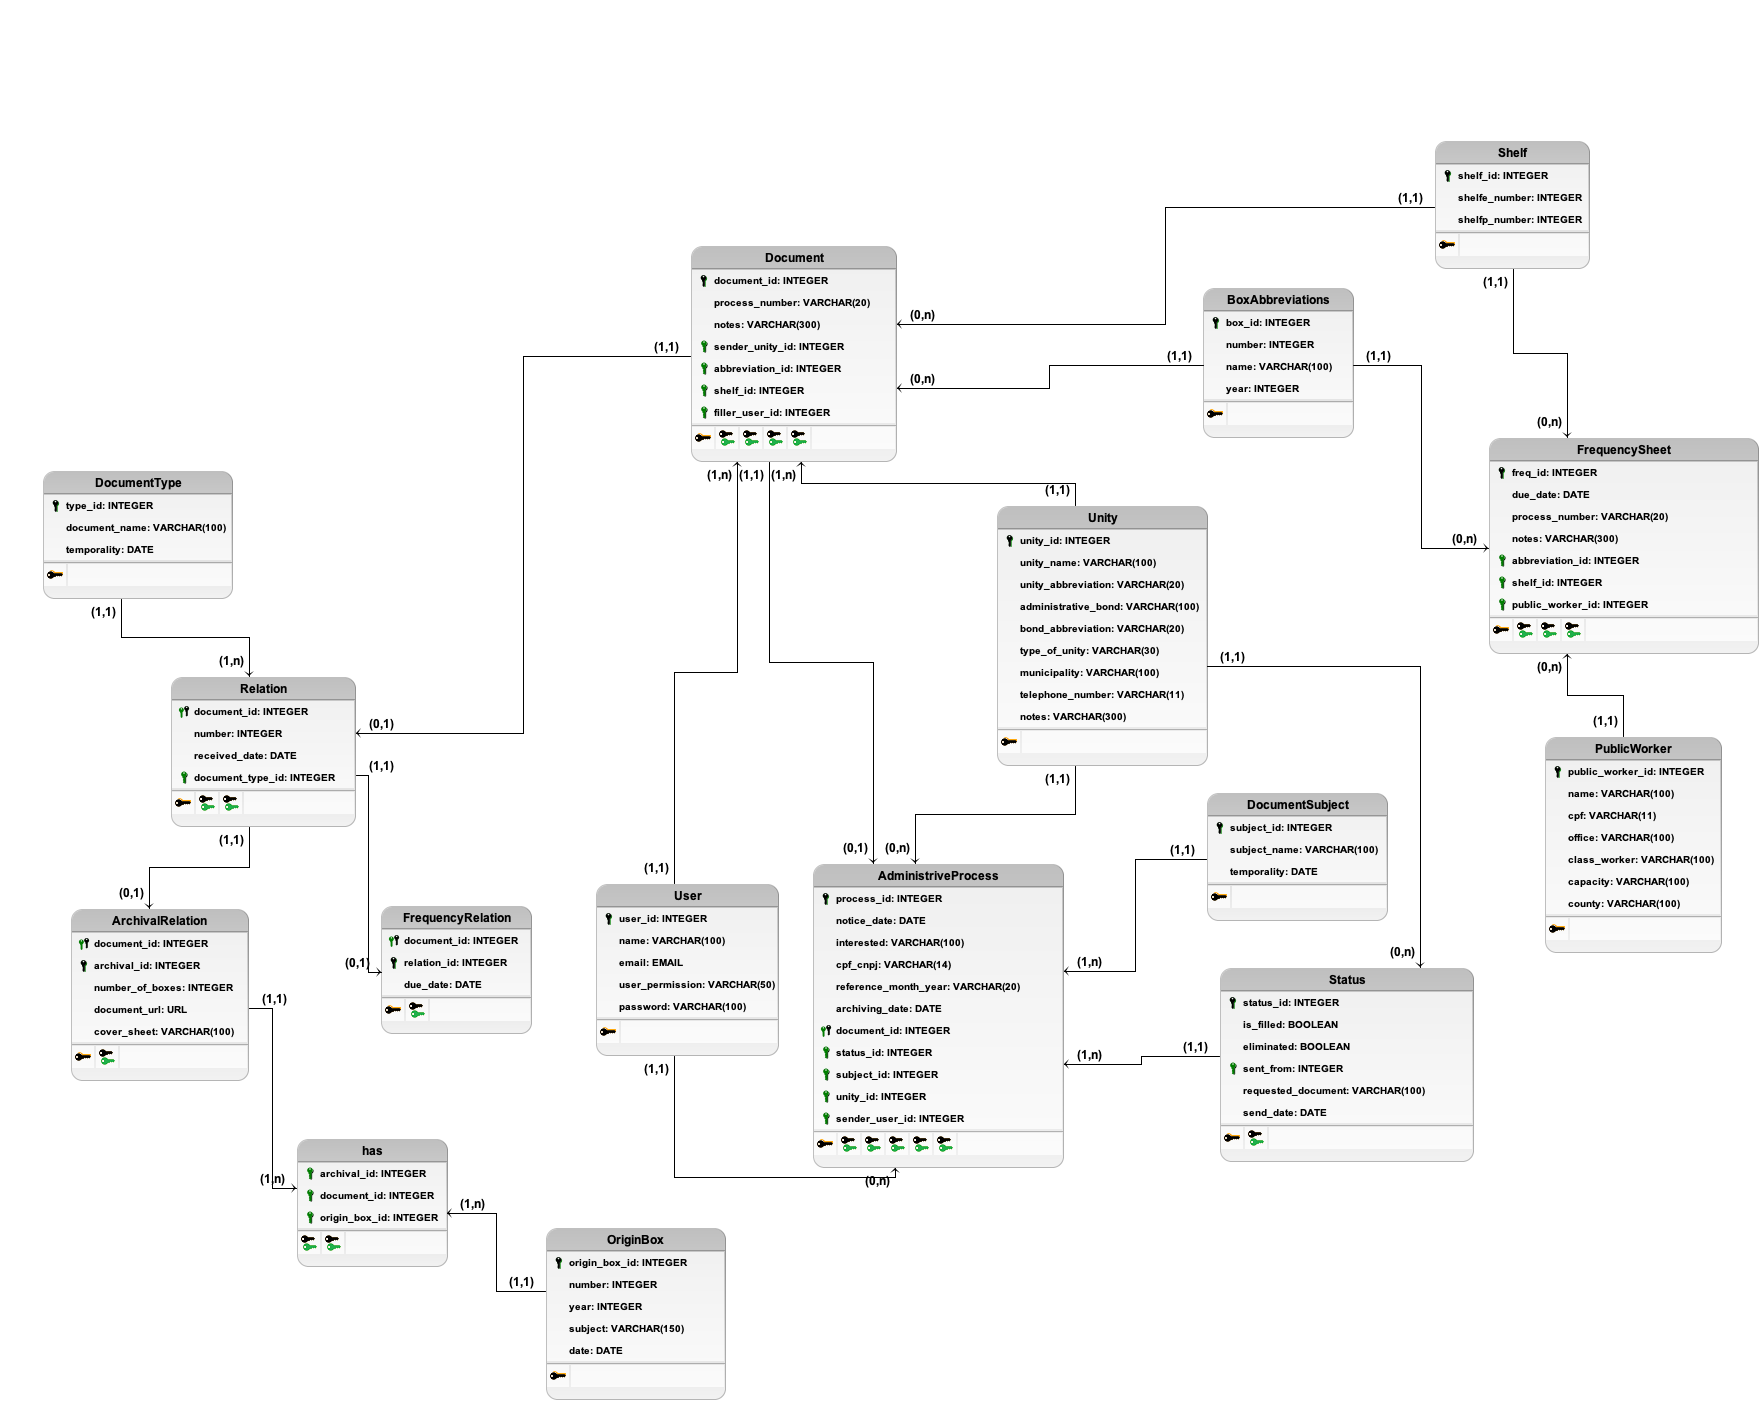 Shelf
shelf_id: INTEGER
shelfe_number: INTEGER
shelfp_number: INTEGER
(1,1)
(1,1)
Document
document_id: INTEGER
process_number: VARCHAR(20)
notes: VARCHAR(300)
sender_unity_id: INTEGER
abbreviation_id: INTEGER
shelf_id: INTEGER
filler_user_id: INTEGER
(0,n)
(0,n)
(1,1)
(1,n)
(1,1)
(1,n)
BoxAbbreviations
box_id: INTEGER
number: INTEGER
name: VARCHAR(100)
year: INTEGER
(1,1)
(1,1)
(0,n)
(0,n)
FrequencySheet
freq_id: INTEGER
due_date: DATE
process_number: VARCHAR(20)
notes: VARCHAR(300)
abbreviation_id: INTEGER
shelf_id: INTEGER
public_worker_id: INTEGER
(0,n)
(1,1)
PublicWorker
public_worker_id: INTEGER
name: VARCHAR(100)
cpf: VARCHAR(11)
office: VARCHAR(100)
class_worker: VARCHAR(100)
capacity: VARCHAR(100)
county: VARCHAR(100)
DocumentType
type_id: INTEGER
document_name: VARCHAR(100)
temporality: DATE
(1,1)
(1,n)
Relation
document_id: INTEGER
number: INTEGER
received_date: DATE
document_type_id: INTEGER
(0,1)
(1,1)
(1,1)
(0,1)
(0,1)
(1,1)
Unity
unity_id: INTEGER
unity_name: VARCHAR(100)
unity_abbreviation: VARCHAR(20)
administrative_bond: VARCHAR(100)
bond_abbreviation: VARCHAR(20)
type_of_unity: VARCHAR(30)
municipality: VARCHAR(100)
telephone_number: VARCHAR(11)
notes: VARCHAR(300)
(1,1)
(1,1)
DocumentSubject
subject_id: INTEGER
subject_name: VARCHAR(100)
temporality: DATE
(1,1)
(0,1)
(0,n)
(1,1)
AdministriveProcess
process_id: INTEGER
notice_date: DATE
interested: VARCHAR(100)
cpf_cnpj: VARCHAR(14)
reference_month_year: VARCHAR(20)
archiving_date: DATE
document_id: INTEGER
status_id: INTEGER
subject_id: INTEGER
unity_id: INTEGER
sender_user_id: INTEGER
(1,n)
(1,n)
(1,1)
(0,n)
(0,n)
Status
status_id: INTEGER
is_filled: BOOLEAN
eliminated: BOOLEAN
sent_from: INTEGER
requested_document: VARCHAR(100)
send_date: DATE
User
user_id: INTEGER
name: VARCHAR(100)
email: EMAIL
user_permission: VARCHAR(50)
password: VARCHAR(100)
(1,1)
ArchivalRelation
document_id: INTEGER
archival_id: INTEGER
number_of_boxes: INTEGER
document_url: URL
cover_sheet: VARCHAR(100)
(1,1)
FrequencyRelation
document_id: INTEGER
relation_id: INTEGER
due_date: DATE
has
archival_id: INTEGER
document_id: INTEGER
origin_box_id: INTEGER
(1,n)
(1,n)
(1,1)
OriginBox
origin_box_id: INTEGER
number: INTEGER
year: INTEGER
subject: VARCHAR(150)
date: DATE